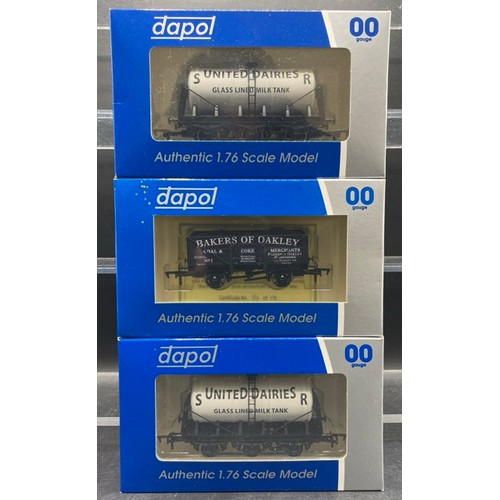 dapol
00
gauge
S UNITED DAIRIES R
GLASS LINED MILK TANK
Authentic 1.76 Scale Model
dapol
00
gauge
BAKERS OF OAKLEY
COAL & COKE MERCHANTS
Authentic 1.76 Scale Model
dapol
00
gauge
S UNITED DAIRIES R
GLASS LINED MILK TANK
Authentic 1.76 Scale Model